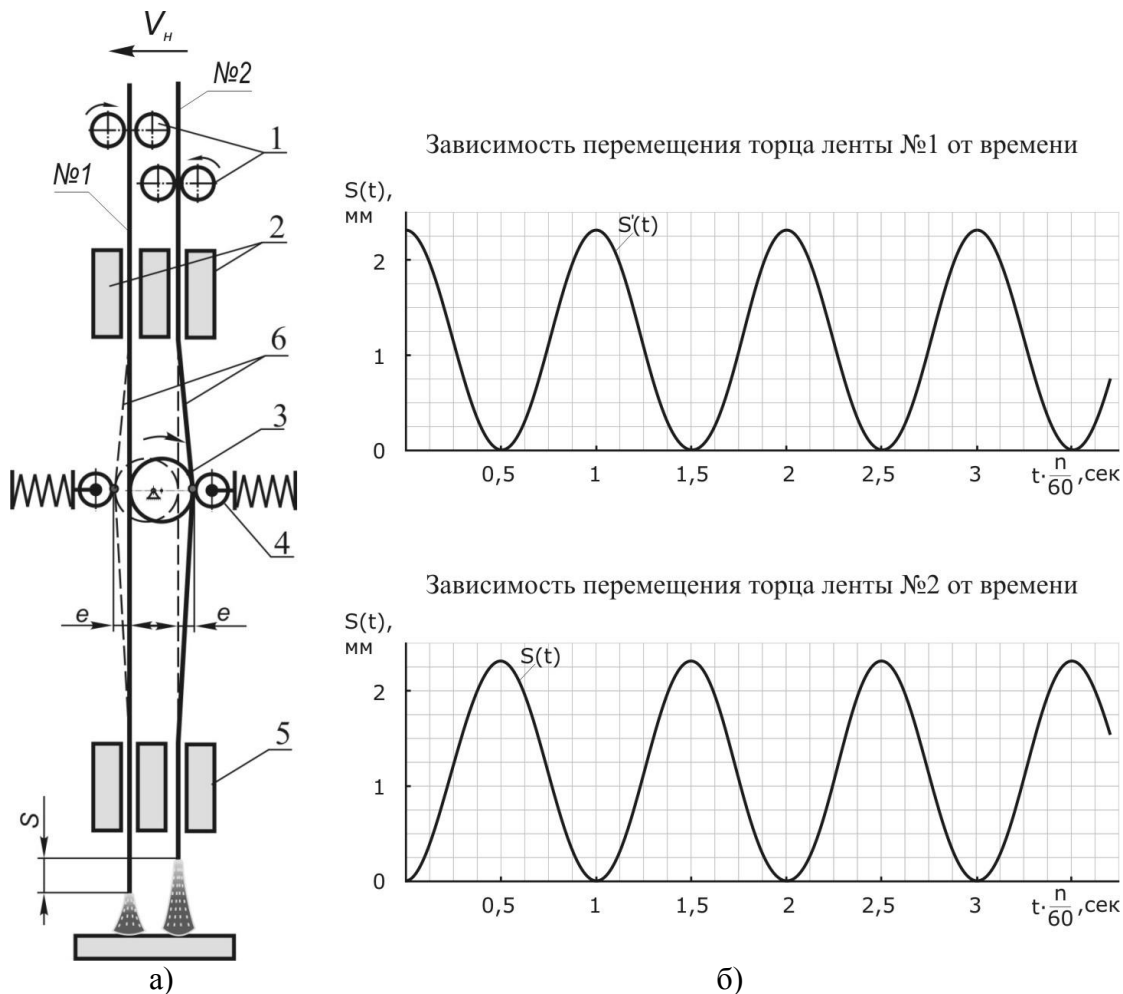 Vн
№2
1
№1
2
6
3
4
e
e
5
S
а)
Зависимость перемещения торца ленты №1 от времени
S(t),
мм
S'(t)
2
1
0
0,5
1
1,5
2
2,5
3
t·n/60,сек
Зависимость перемещения торца ленты №2 от времени
S(t),
мм
S(t)
2
1
0
0,5
1
1,5
2
2,5
3
t·n/60,сек
б)